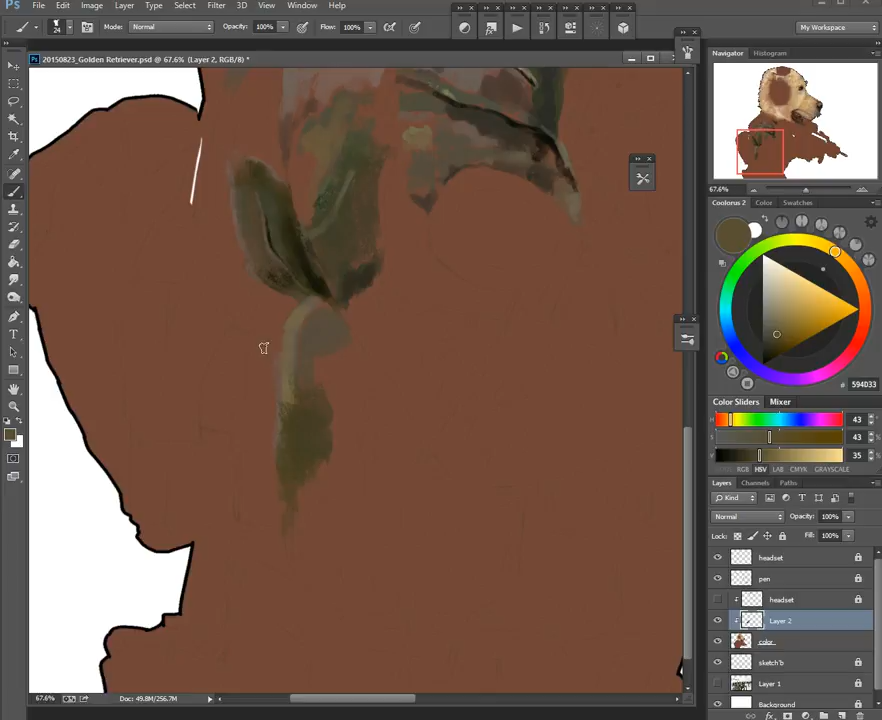 Ps File Edit Image Layer Type Select Filter 3D View Window Help
24 Mode: Normal Opacity: 100% Flow: 100% My Workspace
20150823_Golden Retriever.psd @ 67.6% (Layer 2, RGB/8) *
Navigator Histogram
67.6%
Coolorus 2 Color Swatches
# 594D33
Color Sliders Mixer
H 43 °
S 43 %
V 35 %
RGB HSV LAB CMYK GRAYSCALE
Layers Channels Paths
Kind
Normal Opacity: 100%
Lock: Fill: 100%
headset
pen
headset
Layer 2
color
sketch'b
Layer 1
Background
67.6% Doc: 49.8M/256.7M